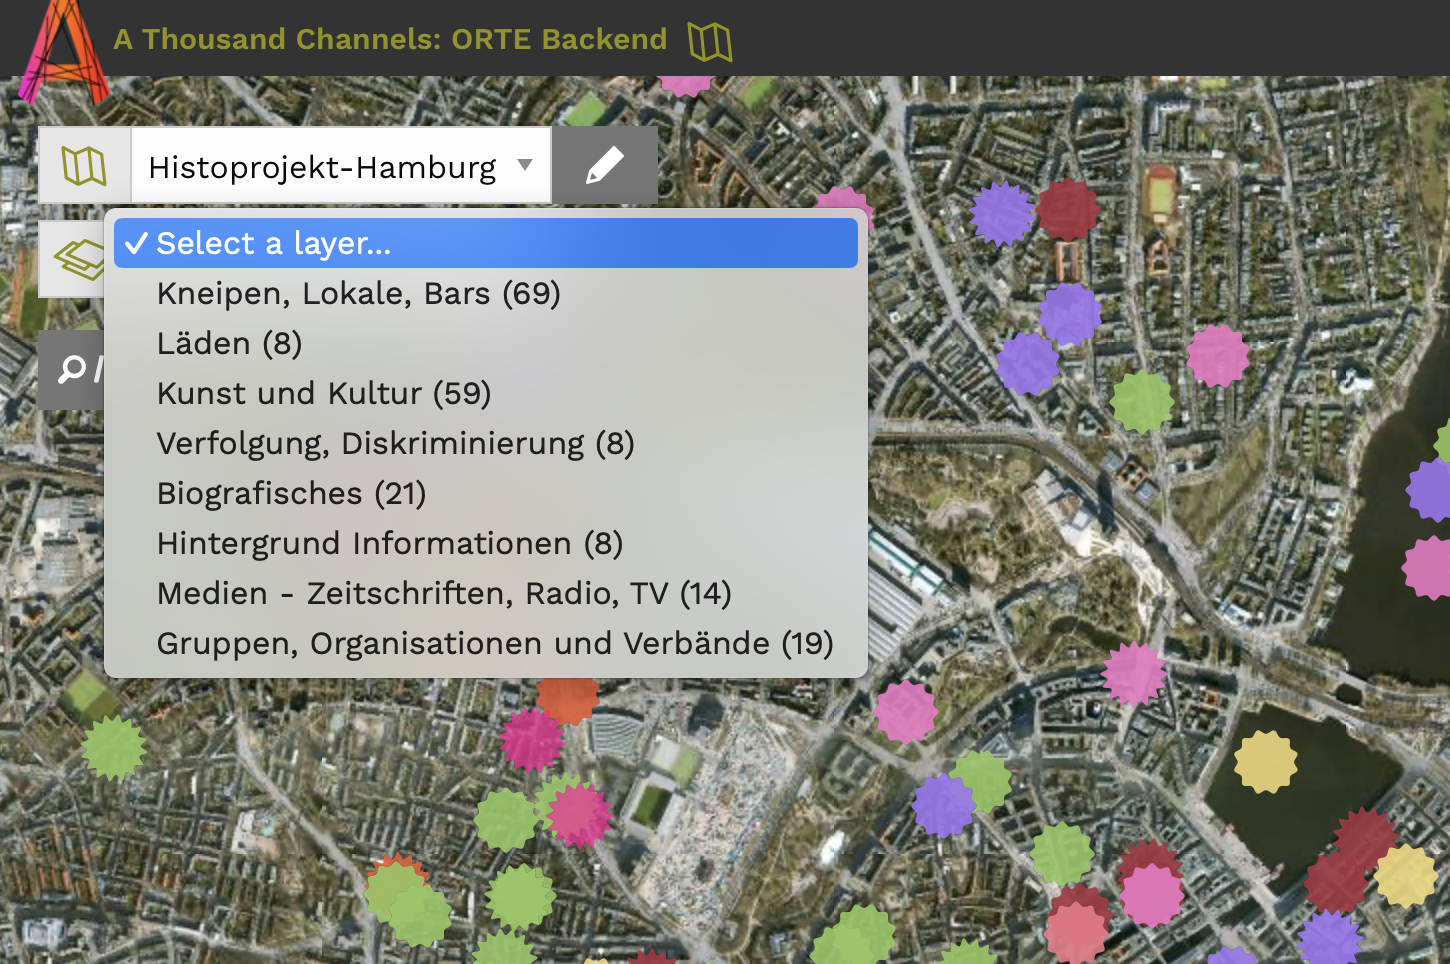 A Thousand Channels: ORTE Backend
Histoprojekt-Hamburg
Select a layer...
Kneipen, Lokale, Bars (69)
Läden (8)
Kunst und Kultur (59)
Verfolgung, Diskriminierung (8)
Biografisches (21)
Hintergrund Informationen (8)
Medien - Zeitschriften, Radio, TV (14)
Gruppen, Organisationen und Verbände (19)